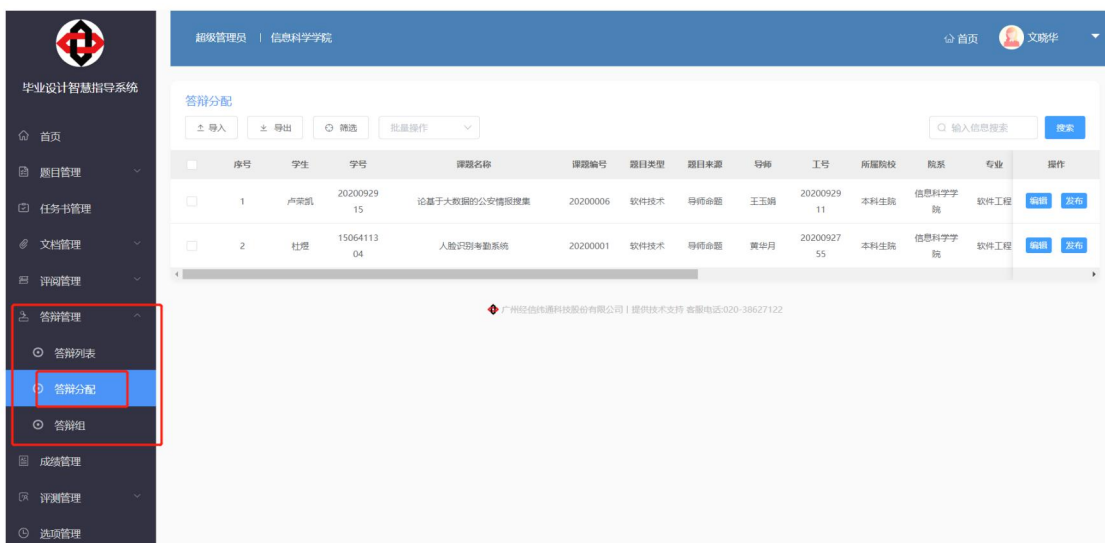 超级管理员 | 信息科学学院
首页 文晓华
毕业设计智慧指导系统
首页
题目管理
任务书管理
文档管理
评阅管理
答辩管理
答辩列表
答辩分配
答辩组
成绩管理
评测管理
选项管理
答辩分配
导入 导出 筛选 批量操作 输入信息搜索 搜索
序号 学生 学号 课题名称 课题编号 题目类型 题目来源 导师 工号 所属院校 院系 专业 操作
1 卢荣凯 2020092915 论基于大数据的公安情报搜集 20200006 软件技术 导师命题 王玉娟 2020092911 本科生院 信息科学学院 软件工程 编辑 发布
2 杜煜 1506411304 人脸识别考勤系统 20200001 软件技术 导师命题 黄华月 2020092755 本科生院 信息科学学院 软件工程 编辑 发布
广州经信纬通科技股份有限公司 | 提供技术支持 客服电话:020-38627122